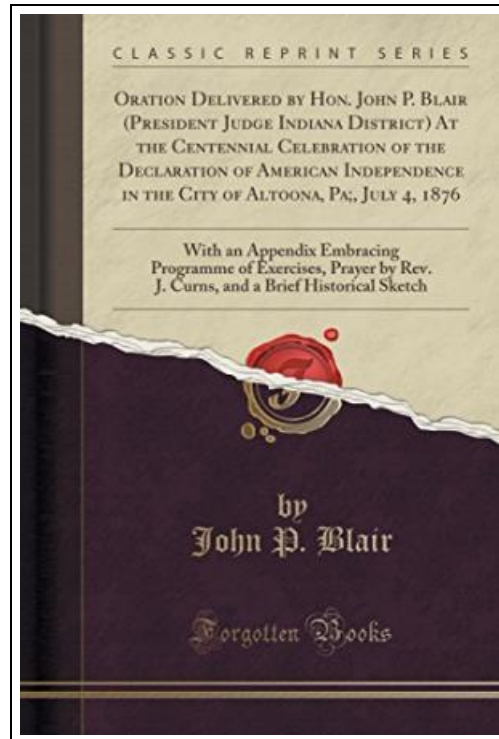 CLASSIC REPRINT SERIES
ORATION DELIVERED BY HON. JOHN P. BLAIR
(PRESIDENT JUDGE INDIANA DISTRICT) AT
THE CENTENNIAL CELEBRATION OF THE
DECLARATION OF AMERICAN INDEPENDENCE
IN THE CITY OF ALTOONA, PA;, JULY 4, 1876
With an Appendix Embracing
Programme of Exercises, Prayer by Rev.
J. Curns, and a Brief Historical Sketch
by
John P. Blair
Forgotten Books